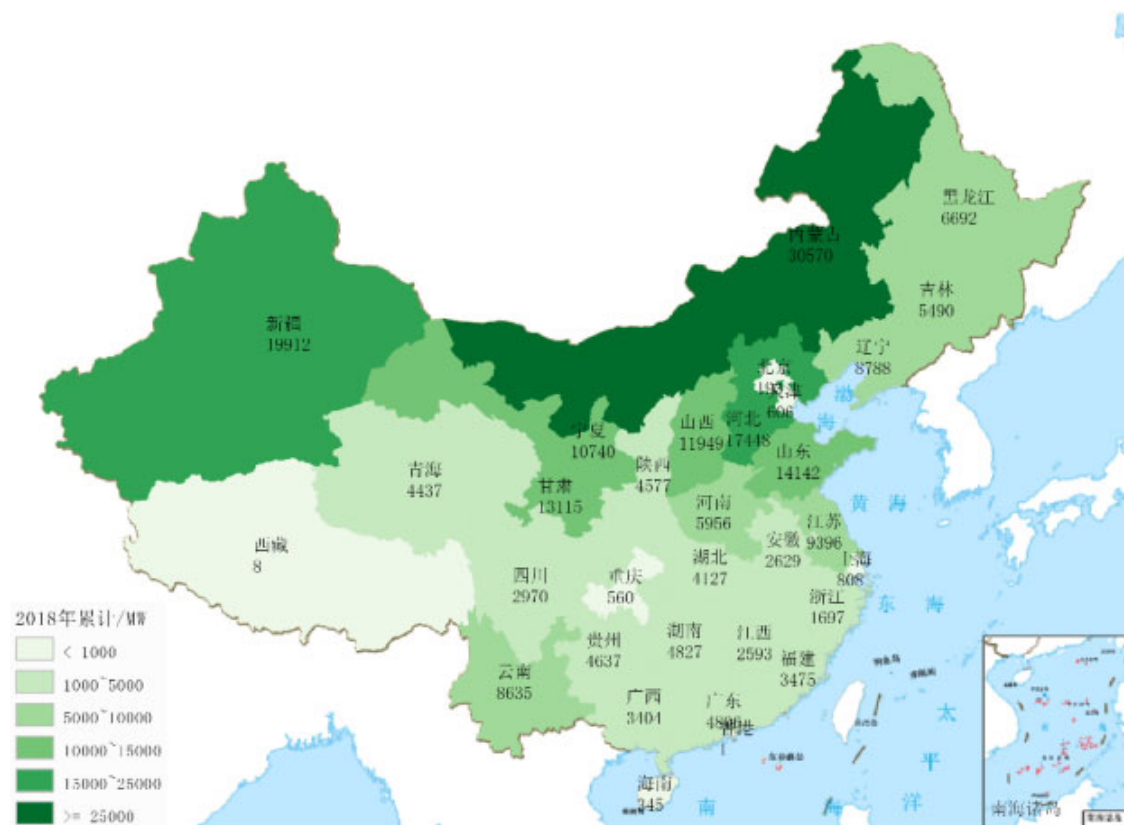 黑龙江
6692
内蒙古
30570
吉林
5490
新疆
19912
辽宁
8788
北京
天津
606
渤
海
宁夏
10740
山西
11949
河北
17448
山东
14142
陕西
4577
青海
4437
甘肃
13115
河南
5956
黄海
江苏
9396
安徽
2629
西藏
8
湖北
4127
上海
808
四川
2970
重庆
560
浙江
1697
东海
2018年累计/MW
< 1000
1000~5000
5000~10000
10000~15000
15000~25000
>= 25000
贵州
4637
湖南
4827
江西
2593
福建
3475
云南
8635
广西
3404
广东
香港
海南
345
太
平
洋
南海
南海诸岛